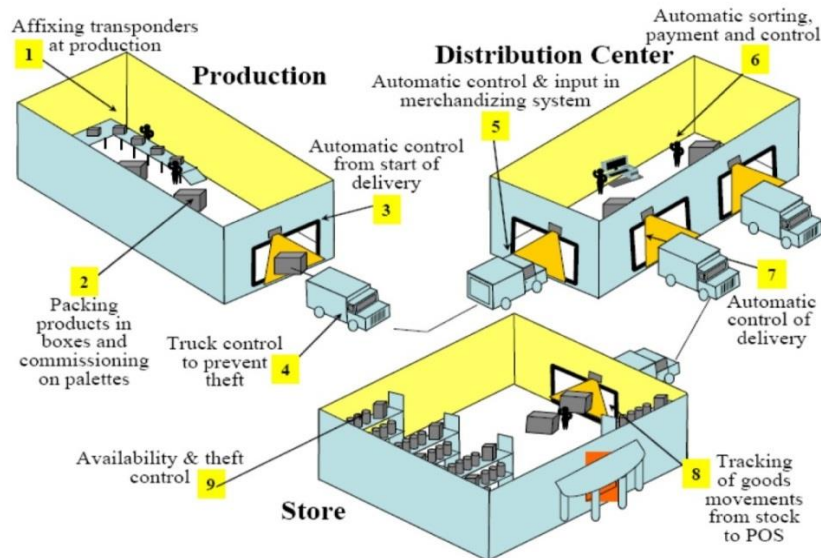 Affixing transponders
at production
1
Production
2
Packing
products in
boxes and
commissioning
on palettes
Automatic control
from start of
delivery
3
Truck control
to prevent
theft
4
Distribution Center
Automatic control & input in
merchandizing system
5
Automatic sorting,
payment and control
6
7
Automatic
control of
delivery
8
Tracking
of goods
movements
from stock
to POS
Availability & theft
control
9
Store